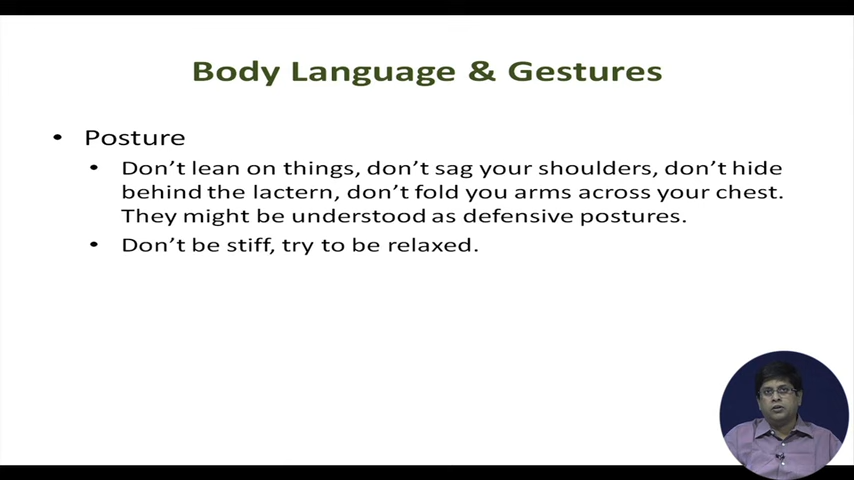 Body Language & Gestures
• Posture
• Don't lean on things, don't sag your shoulders, don't hide
behind the lactern, don't fold you arms across your chest.
They might be understood as defensive postures.
• Don't be stiff, try to be relaxed.